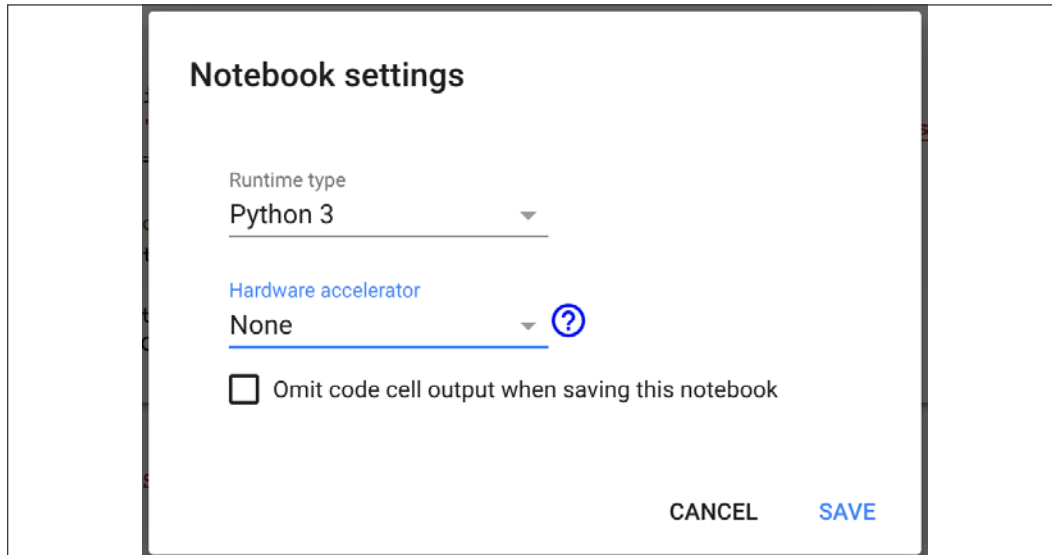 Notebook settings
Runtime type
Python 3
Hardware accelerator
None
?
Omit code cell output when saving this notebook
CANCEL SAVE